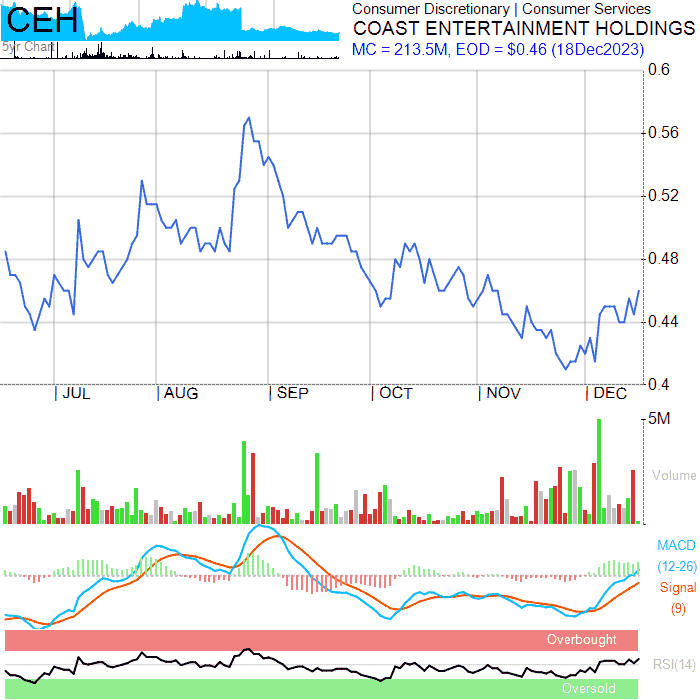 CEH
5yr Chart
Consumer Discretionary | Consumer Services
COAST ENTERTAINMENT HOLDINGS
MC = 213.5M, EOD = $0.46 (18Dec2023)
0.6
0.56
0.52
0.48
0.44
0.4
JUL
AUG
SEP
OCT
NOV
DEC
5M
Volume
MACD
(12-26)
Signal
(9)
Overbought
RSI(14)
Oversold